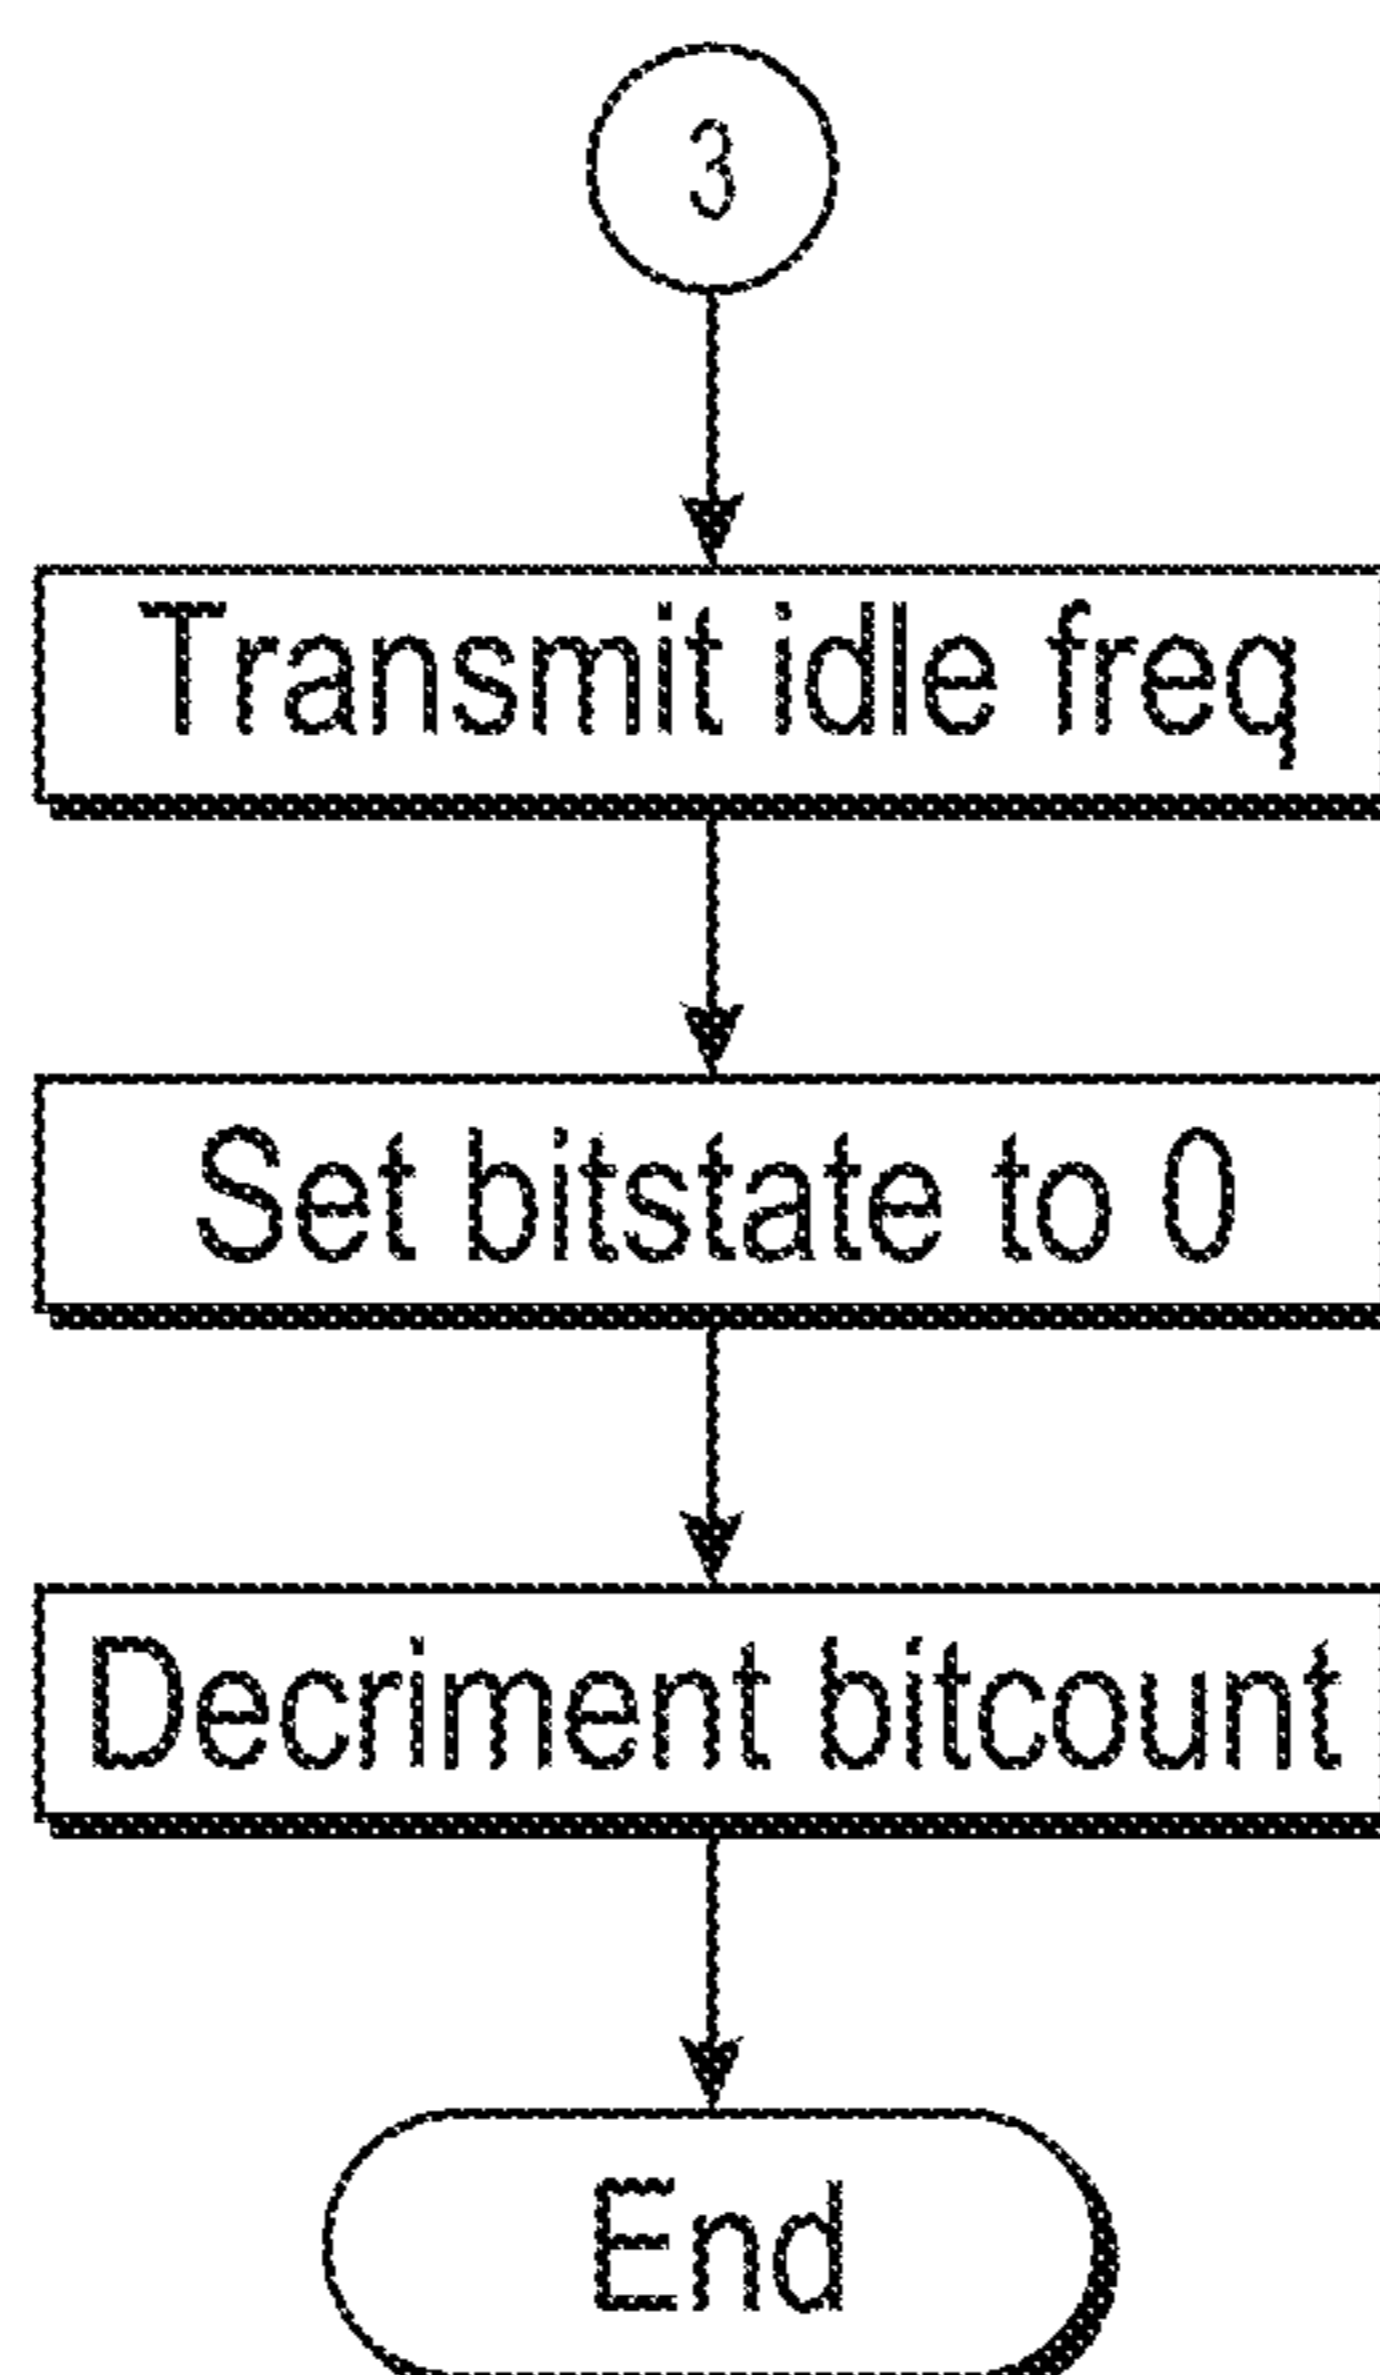 3
Transmit idle freq
Set bitstate to 0
Decriment bitcount
End